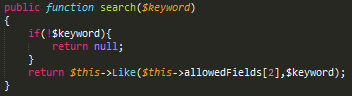 public function search($keyword)
{
    if(!$keyword){
        return null;
    }
    return $this->Like($this->allowedFields[2],$keyword);
}